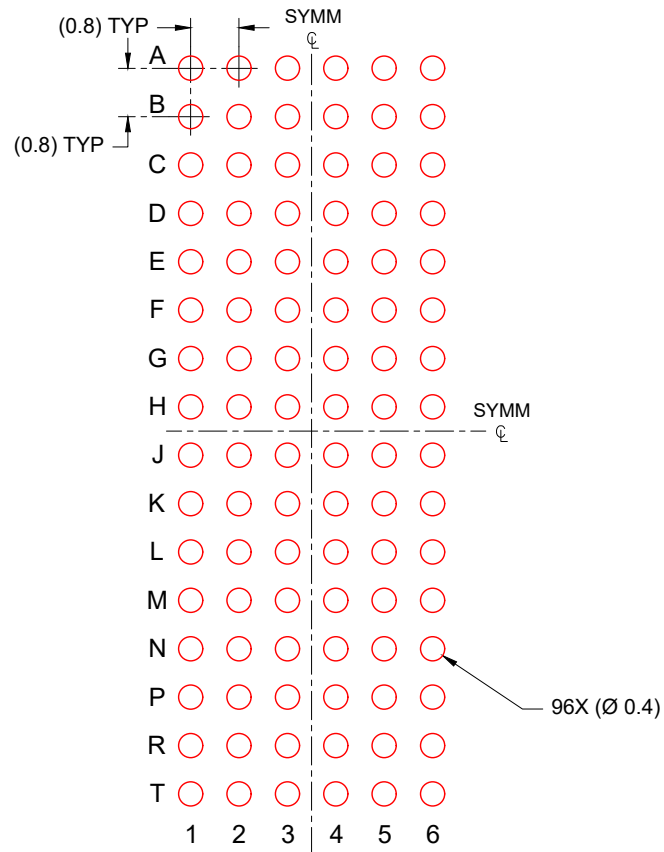 (0.8) TYP
SYMM
℄
A
B
(0.8) TYP
C
D
E
F
G
H
SYMM
℄
J
K
L
M
N
P
96X (Ø 0.4)
R
T
1 2 3 4 5 6